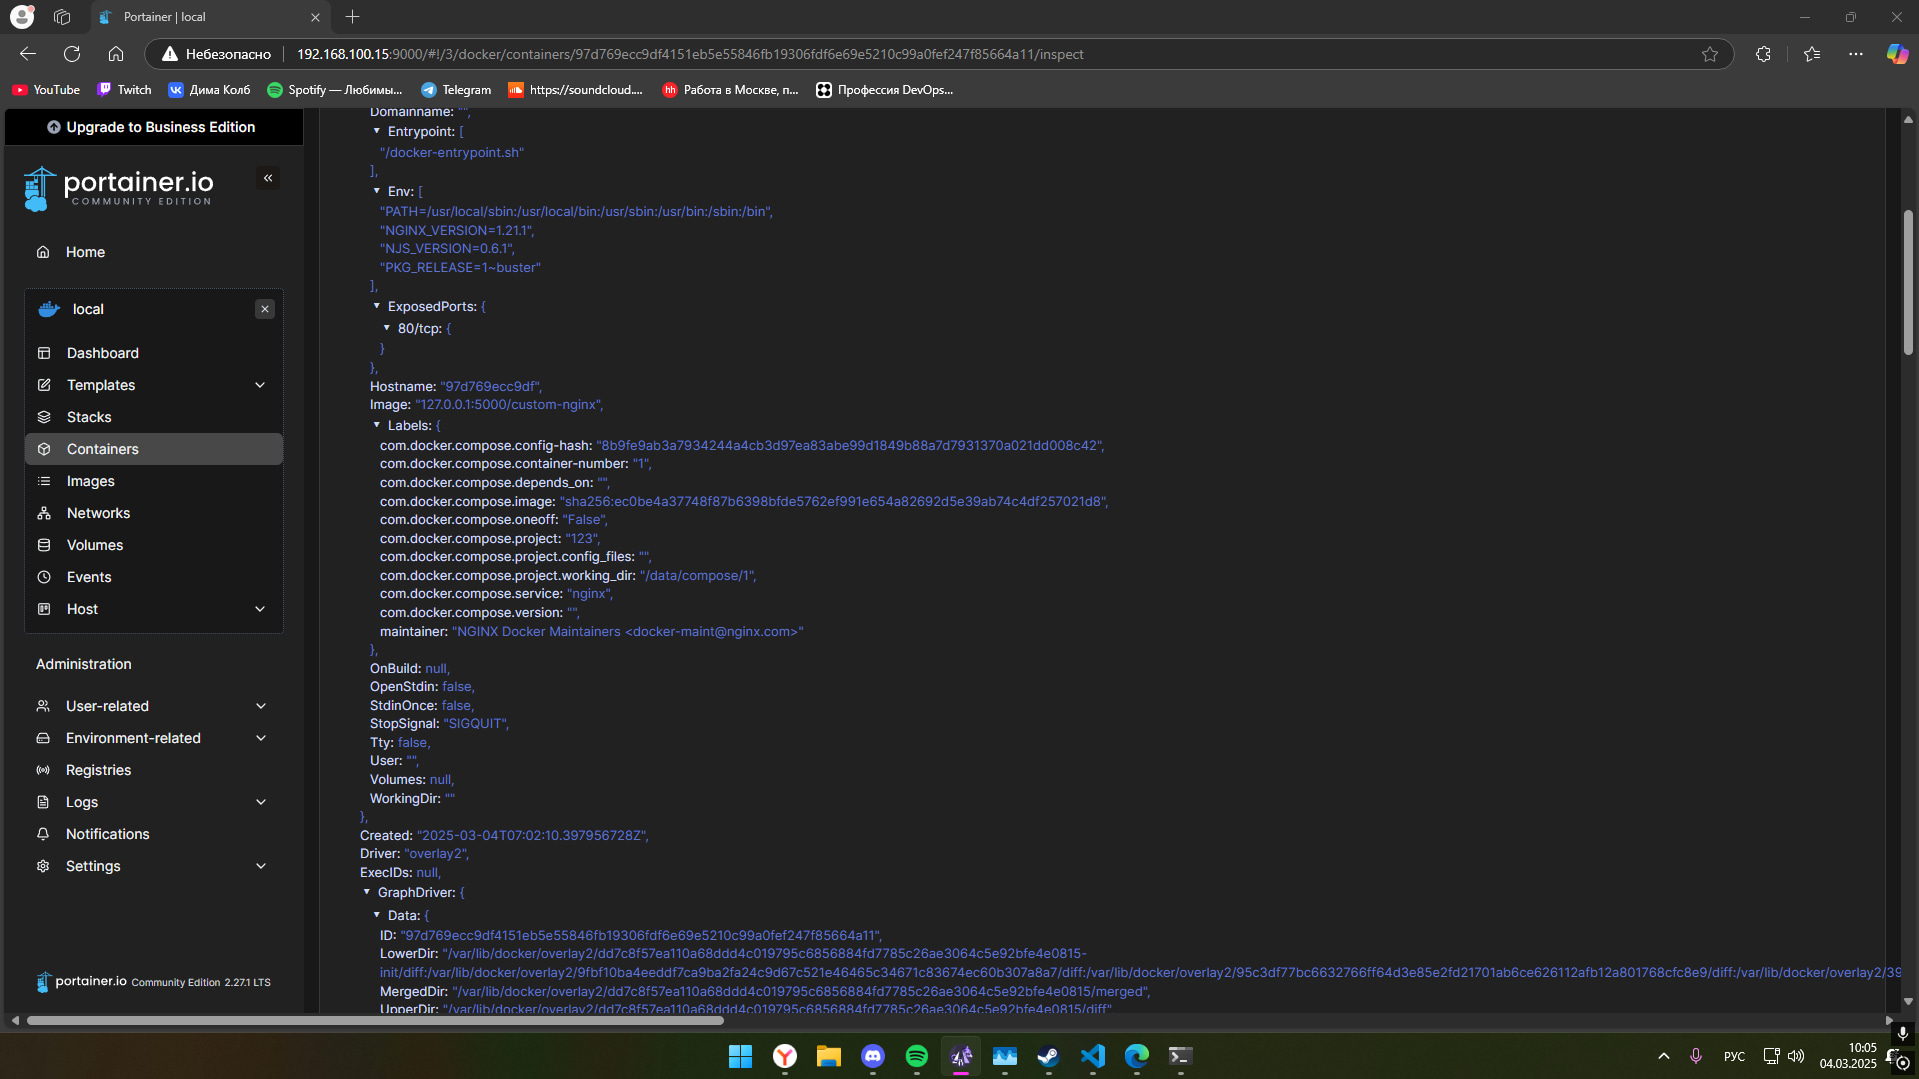 Portainer | local
Небезопасно
192.168.100.15:9000/#!/3/docker/containers/97d769ecc9df4151eb5e55846fb19306fdf6e69e5210c99a0fef247f85664a11/inspect
YouTube
Twitch
Дима Колб
Spotify — Любимы...
Telegram
https://soundcloud....
Работа в Москве, п...
Профессия DevOps...
Upgrade to Business Edition
portainer.io
COMMUNITY EDITION
Home
local
Dashboard
Templates
Stacks
Containers
Images
Networks
Volumes
Events
Host
Administration
User-related
Environment-related
Registries
Logs
Notifications
Settings
portainer.io Community Edition 2.27.1 LTS
Domainname: "",
Entrypoint: [
"/docker-entrypoint.sh"
],
Env: [
"PATH=/usr/local/sbin:/usr/local/bin:/usr/sbin:/usr/bin:/sbin:/bin",
"NGINX_VERSION=1.21.1",
"NJS_VERSION=0.6.1",
"PKG_RELEASE=1~buster"
],
ExposedPorts: {
80/tcp: {
}
},
Hostname: "97d769ecc9df",
Image: "127.0.0.1:5000/custom-nginx",
Labels: {
com.docker.compose.config-hash: "8b9fe9ab3a7934244a4cb3d97ea83abe99d1849b88a7d7931370a021dd008c42",
com.docker.compose.container-number: "1",
com.docker.compose.depends_on: "",
com.docker.compose.image: "sha256:ec0be4a37748f87b6398bfde5762ef991e654a82692d5e39ab74c4df257021d8",
com.docker.compose.oneoff: "False",
com.docker.compose.project: "123",
com.docker.compose.project.config_files: "",
com.docker.compose.project.working_dir: "/data/compose/1",
com.docker.compose.service: "nginx",
com.docker.compose.version: "",
maintainer: "NGINX Docker Maintainers <docker-maint@nginx.com>"
},
OnBuild: null,
OpenStdin: false,
StdinOnce: false,
StopSignal: "SIGQUIT",
Tty: false,
User: "",
Volumes: null,
WorkingDir: ""
},
Created: "2025-03-04T07:02:10.397956728Z",
Driver: "overlay2",
ExecIDs: null,
GraphDriver: {
Data: {
ID: "97d769ecc9df4151eb5e55846fb19306fdf6e69e5210c99a0fef247f85664a11",
LowerDir: "/var/lib/docker/overlay2/dd7c8f57ea110a68ddd4c019795c6856884fd7785c26ae3064c5e92bfe4e0815-
init/diff:/var/lib/docker/overlay2/9fbf10ba4eeddf7ca9ba2fa24c9d67c521e46465c34671c83674ec60b307a8a7/diff:/var/lib/docker/overlay2/95c3df77bc6632766ff64d3e85e2fd21701ab6ce626112afb12a801768cfc8e9/diff:/var/lib/docker/overlay2/39
MergedDir: "/var/lib/docker/overlay2/dd7c8f57ea110a68ddd4c019795c6856884fd7785c26ae3064c5e92bfe4e0815/merged",
UpperDir: "/var/lib/docker/overlay2/dd7c8f57ea110a68ddd4c019795c6856884fd7785c26ae3064c5e92bfe4e0815/diff"
РУС
10:05
04.03.2025